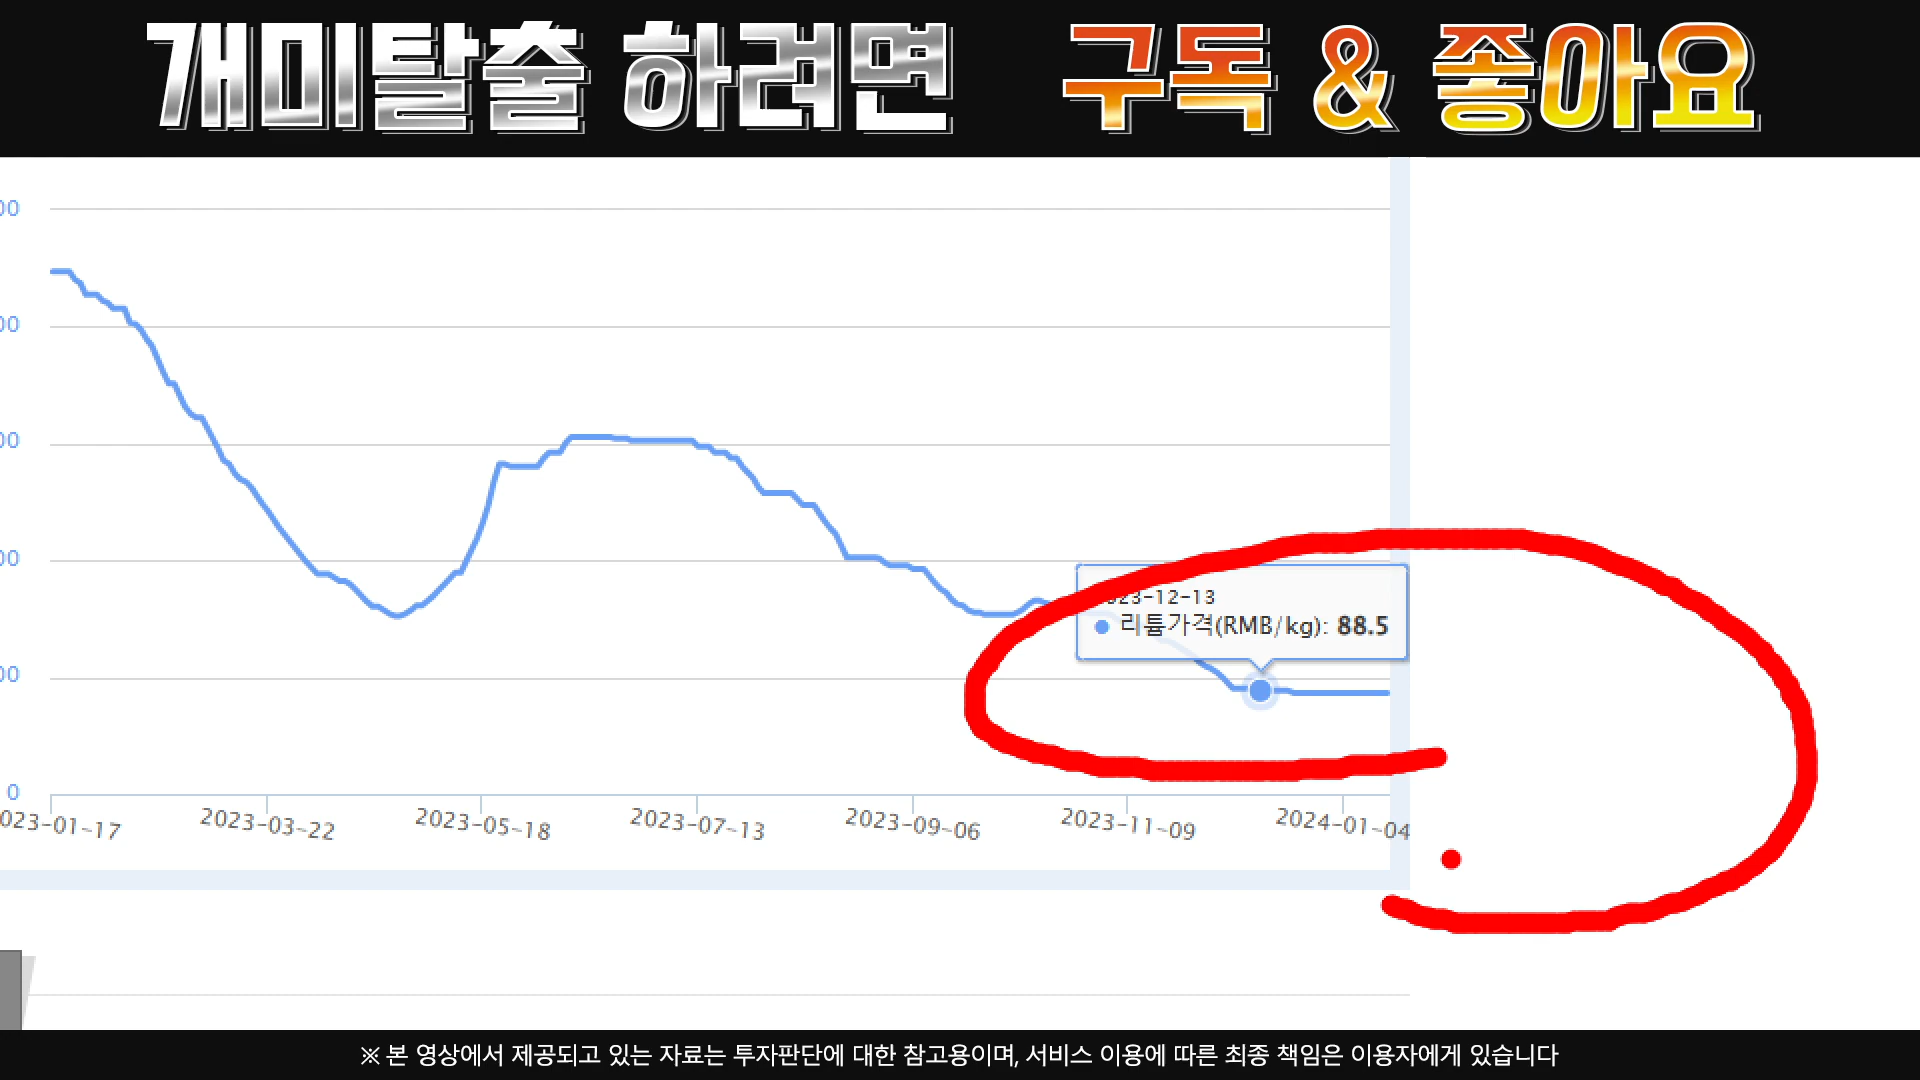 개미탈출 하려면 구독 & 좋아요
00
00
00
00
00
0
023-12-13
리튬가격(RMB/kg): 88.5
023-01-17 2023-03-22 2023-05-18 2023-07-13 2023-09-06 2023-11-09 2024-01-04
※ 본 영상에서 제공되고 있는 자료는 투자판단에 대한 참고용이며, 서비스 이용에 따른 최종 책임은 이용자에게 있습니다